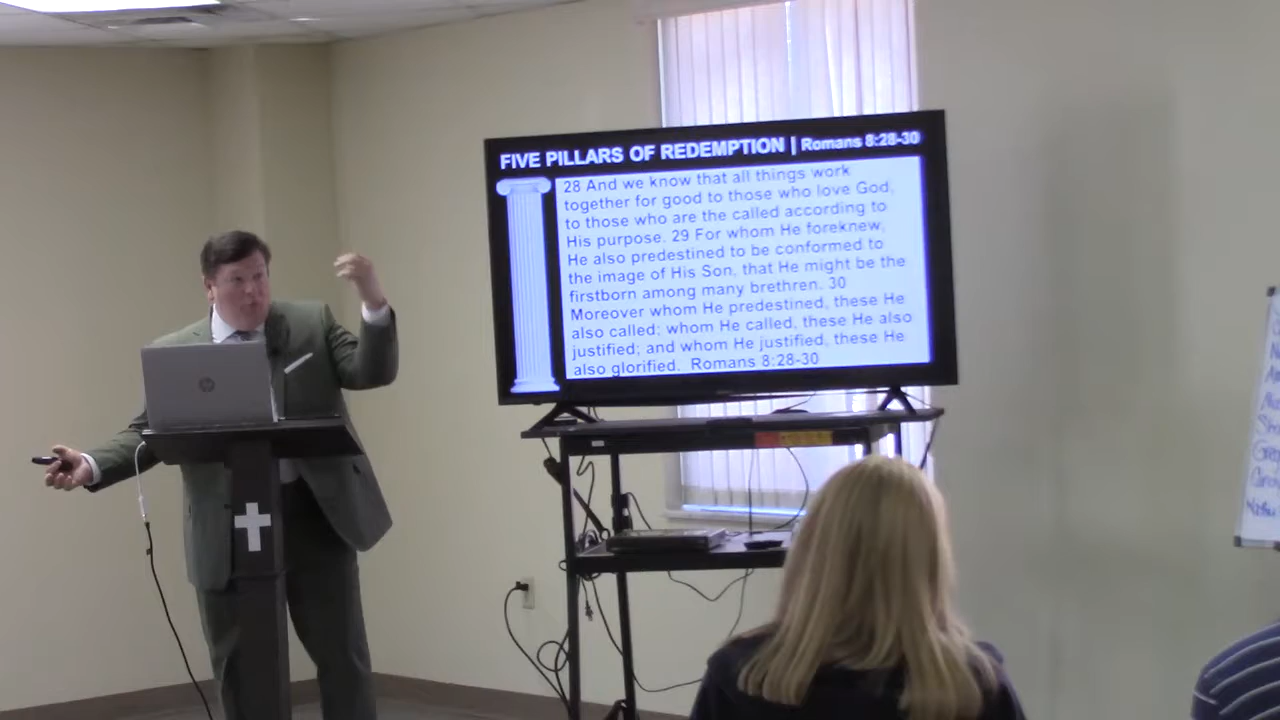 FIVE PILLARS OF REDEMPTION | Romans 8:28-30
28 And we know that all things work
together for good to those who love God,
to those who are the called according to
His purpose. 29 For whom He foreknew,
He also predestined to be conformed to
the image of His Son, that He might be the
firstborn among many brethren. 30
Moreover whom He predestined, these He
also called; whom He called, these He also
justified; and whom He justified, these He
also glorified. Romans 8:28-30
hp